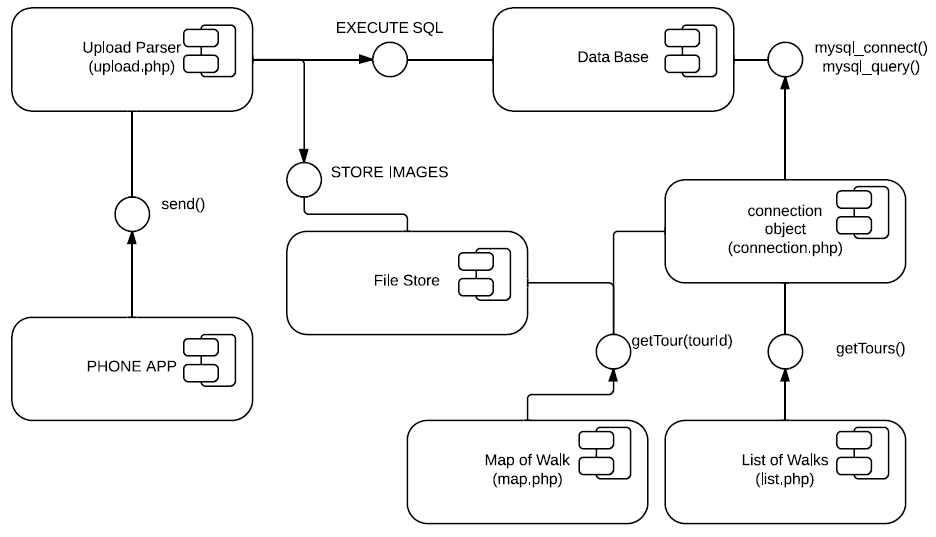 EXECUTE SQL
Upload Parser
(upload.php)
Data Base
mysql_connect()
mysql_query()
STORE IMAGES
send()
connection
object
(connection.php)
File Store
getTour(tourId)
getTours()
PHONE APP
Map of Walk
(map.php)
List of Walks
(list.php)